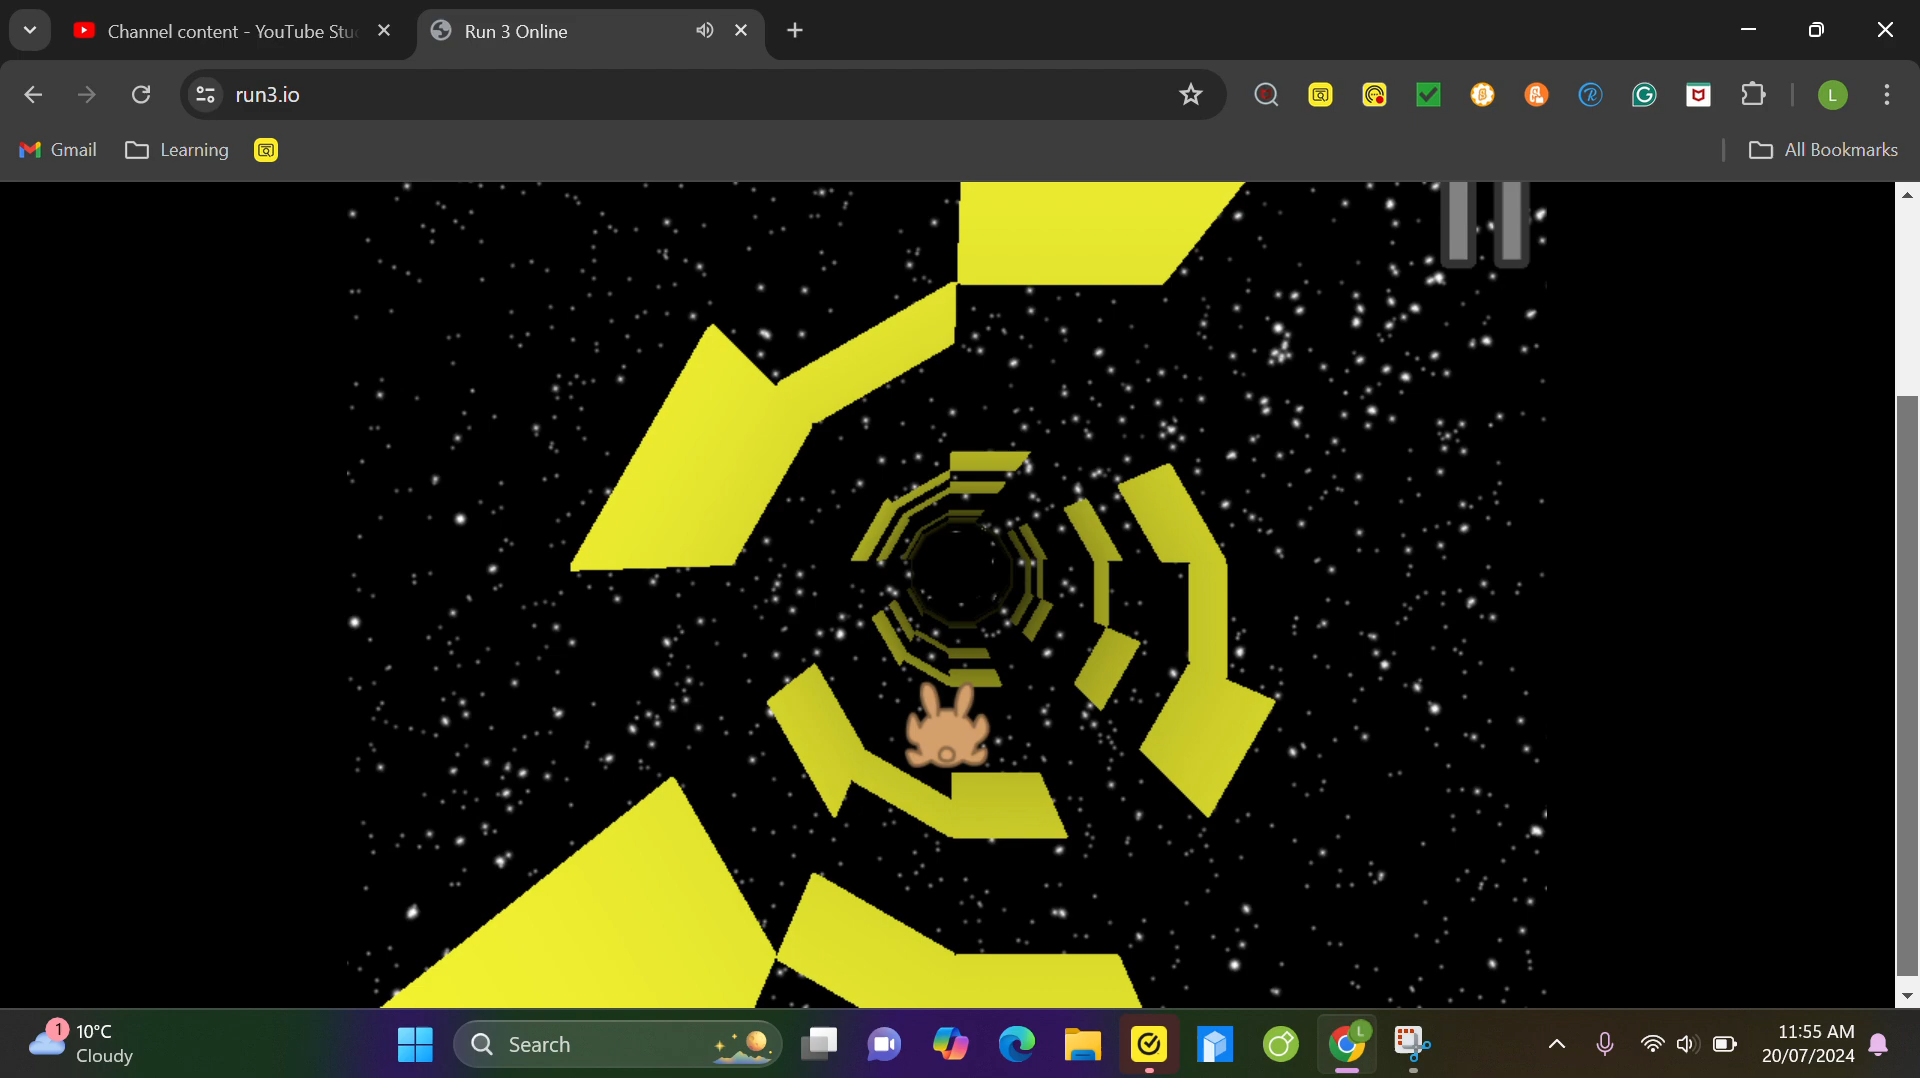 Channel content - YouTube Stu
Run 3 Online
run3.io
L
Gmail
Learning
All Bookmarks
1
10°C
Cloudy
Search
L
11:55 AM
20/07/2024